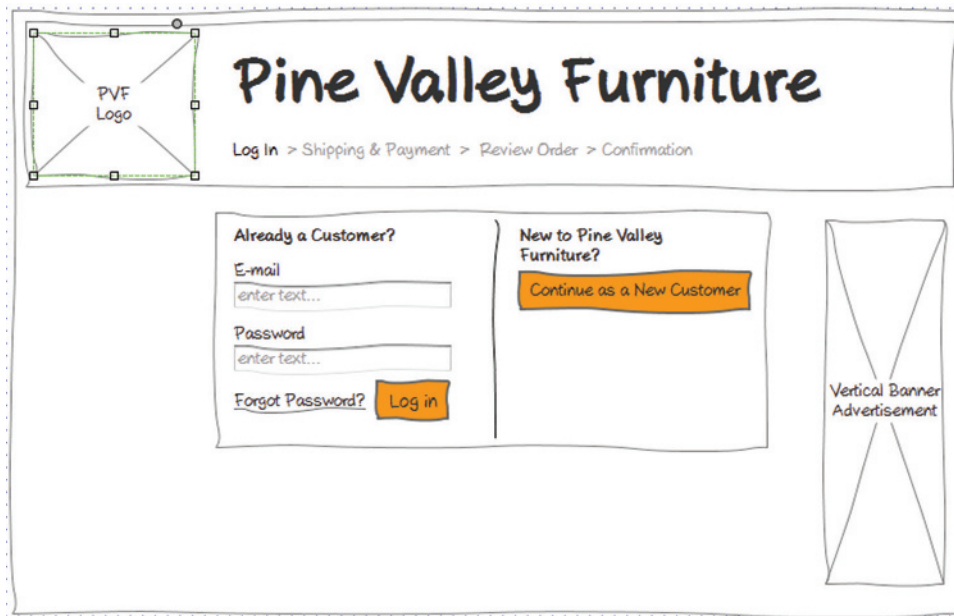 PVF
Logo
Pine Valley Furniture
Log In > Shipping & Payment > Review Order > Confirmation
Already a Customer?
E-mail
enter text...
Password
enter text...
Forgot Password?
Log in
New to Pine Valley
Furniture?
Continue as a New Customer
Vertical Banner
Advertisement